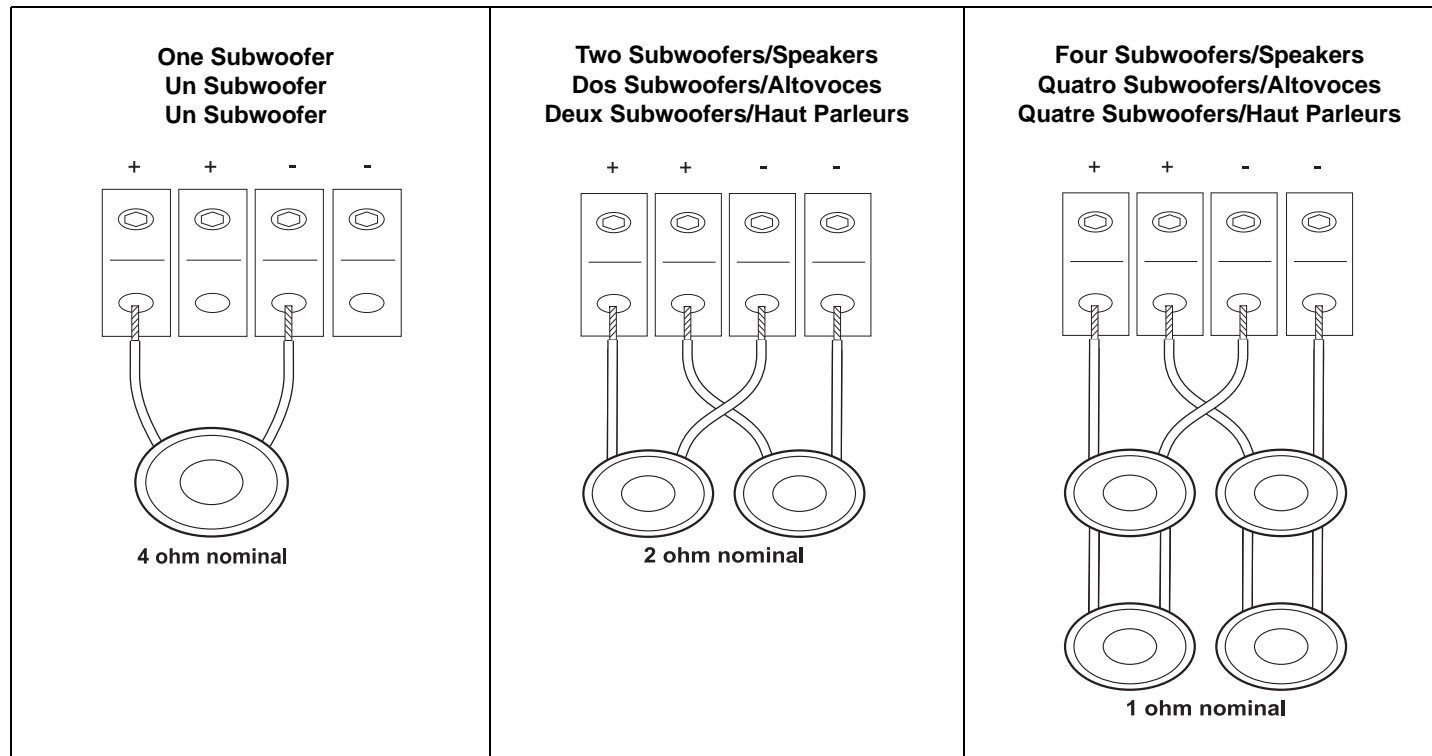 One Subwoofer
Un Subwoofer
Un Subwoofer
+ + - -
4 ohm nominal
Two Subwoofers/Speakers
Dos Subwoofers/Altovoces
Deux Subwoofers/Haut Parleurs
+ + - -
2 ohm nominal
Four Subwoofers/Speakers
Quatro Subwoofers/Altovoces
Quatre Subwoofers/Haut Parleurs
+ + - -
1 ohm nominal